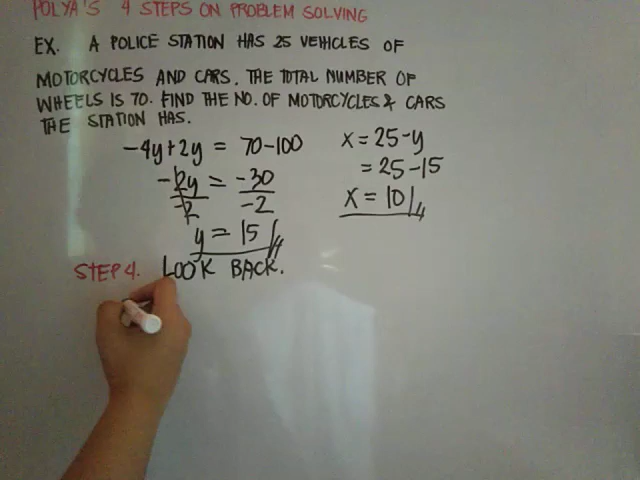 POLYA'S 4 STEPS ON PROBLEM SOLVING
EX. A POLICE STATION HAS 25 VEHICLES OF
MOTORCYCLES AND CARS. THE TOTAL NUMBER OF
WHEELS IS 70. FIND THE NO. OF MOTORCYCLES & CARS
THE STATION HAS.
-4y+2y = 70-100
-2y = -30
-2 -2
y = 15
x = 25-y
= 25-15
x = 10
STEP 4. LOOK BACK.